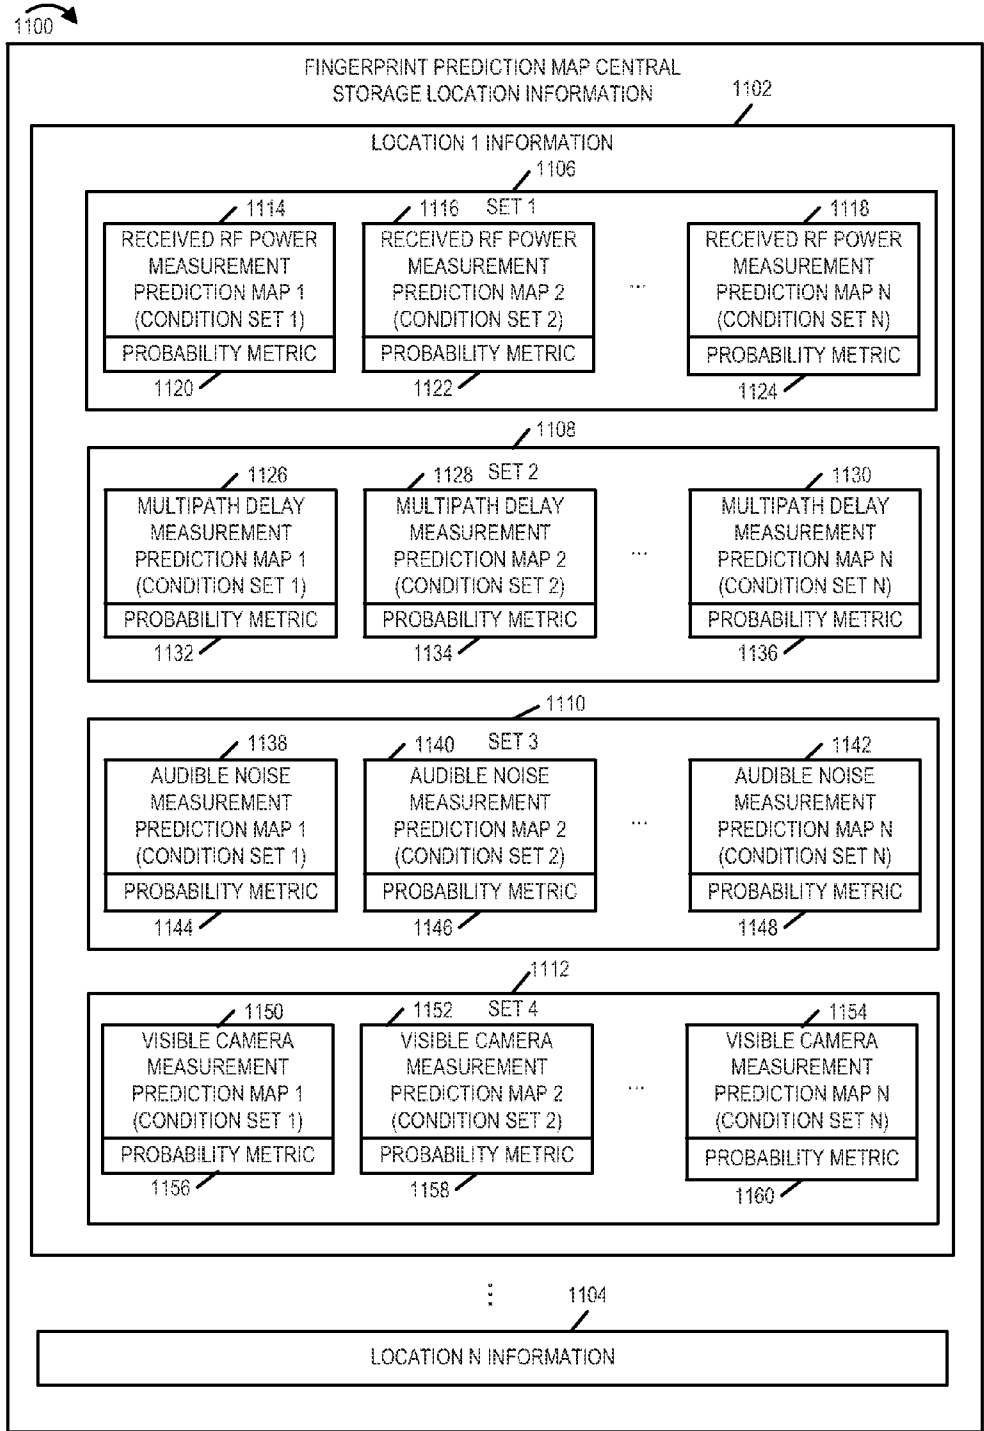 1100
FINGERPRINT PREDICTION MAP CENTRAL
STORAGE LOCATION INFORMATION
1102
LOCATION 1 INFORMATION
1106
SET 1
1114
RECEIVED RF POWER
MEASUREMENT
PREDICTION MAP 1
(CONDITION SET 1)
PROBABILITY METRIC
1120
1116
RECEIVED RF POWER
MEASUREMENT
PREDICTION MAP 2
(CONDITION SET 2)
PROBABILITY METRIC
1122
...
1118
RECEIVED RF POWER
MEASUREMENT
PREDICTION MAP N
(CONDITION SET N)
PROBABILITY METRIC
1124
1108
SET 2
1126
MULTIPATH DELAY
MEASUREMENT
PREDICTION MAP 1
(CONDITION SET 1)
PROBABILITY METRIC
1132
1128
MULTIPATH DELAY
MEASUREMENT
PREDICTION MAP 2
(CONDITION SET 2)
PROBABILITY METRIC
1134
...
1130
MULTIPATH DELAY
MEASUREMENT
PREDICTION MAP N
(CONDITION SET N)
PROBABILITY METRIC
1136
1110
SET 3
1138
AUDIBLE NOISE
MEASUREMENT
PREDICTION MAP 1
(CONDITION SET 1)
PROBABILITY METRIC
1144
1140
AUDIBLE NOISE
MEASUREMENT
PREDICTION MAP 2
(CONDITION SET 2)
PROBABILITY METRIC
1146
...
1142
AUDIBLE NOISE
MEASUREMENT
PREDICTION MAP N
(CONDITION SET N)
PROBABILITY METRIC
1148
1112
SET 4
1150
VISIBLE CAMERA
MEASUREMENT
PREDICTION MAP 1
(CONDITION SET 1)
PROBABILITY METRIC
1156
1152
VISIBLE CAMERA
MEASUREMENT
PREDICTION MAP 2
(CONDITION SET 2)
PROBABILITY METRIC
1158
...
1154
VISIBLE CAMERA
MEASUREMENT
PREDICTION MAP N
(CONDITION SET N)
PROBABILITY METRIC
1160
⋮
1104
LOCATION N INFORMATION